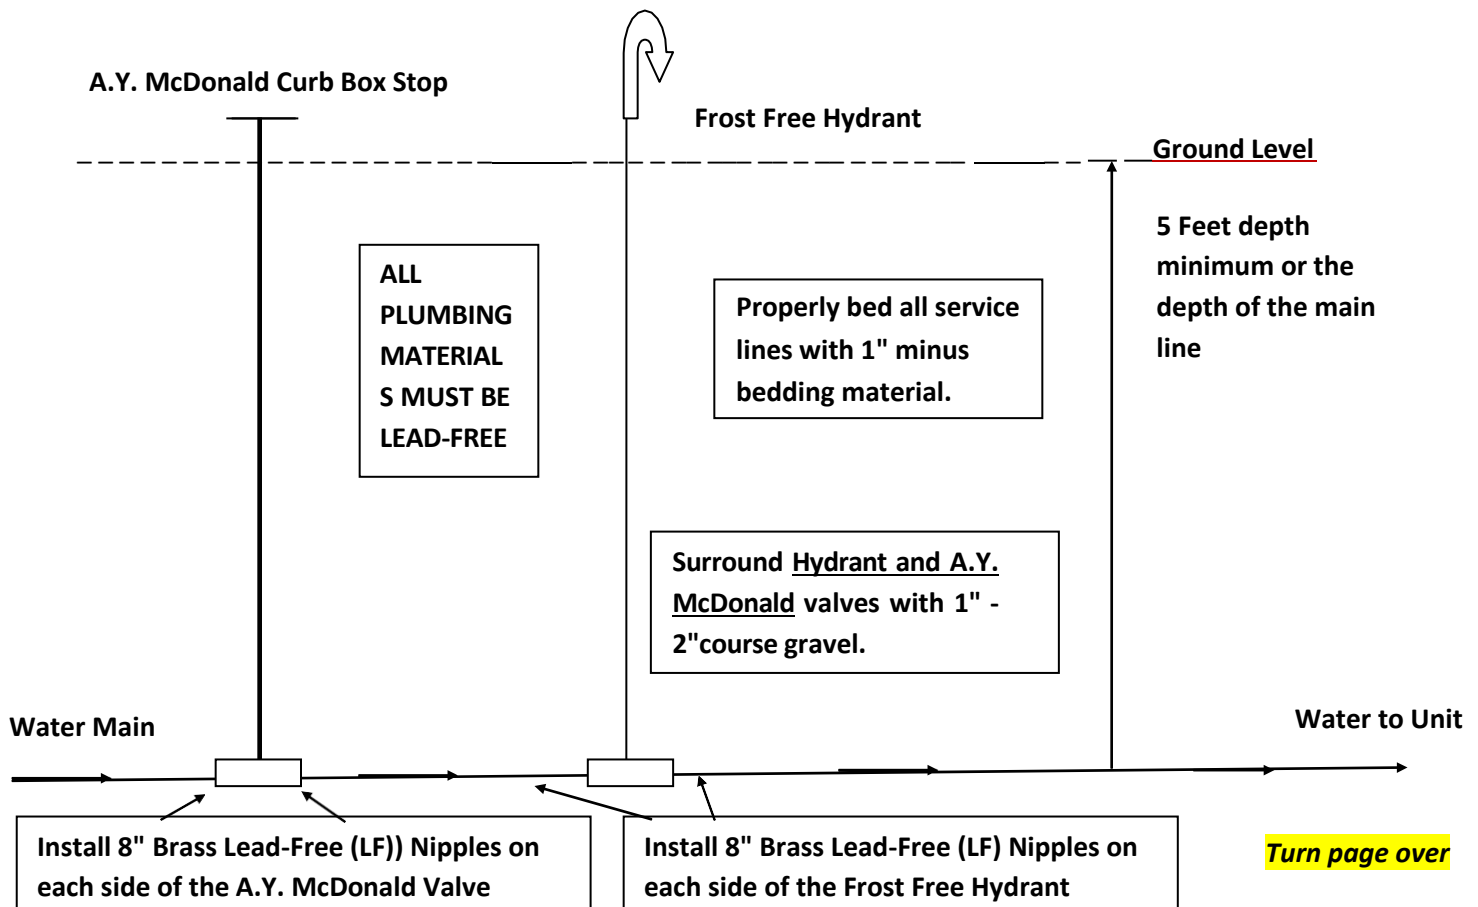 A.Y. McDonald Curb Box Stop
Frost Free Hydrant
Ground Level
5 Feet depth
minimum or the
depth of the main
line
ALL
PLUMBING
MATERIAL
S MUST BE
LEAD-FREE
Properly bed all service
lines with 1" minus
bedding material.
Surround Hydrant and A.Y.
McDonald valves with 1" -
2"course gravel.
Water Main
Water to Unit
Install 8" Brass Lead-Free (LF)) Nipples on
each side of the A.Y. McDonald Valve
Install 8" Brass Lead-Free (LF) Nipples on
each side of the Frost Free Hydrant
Turn page over